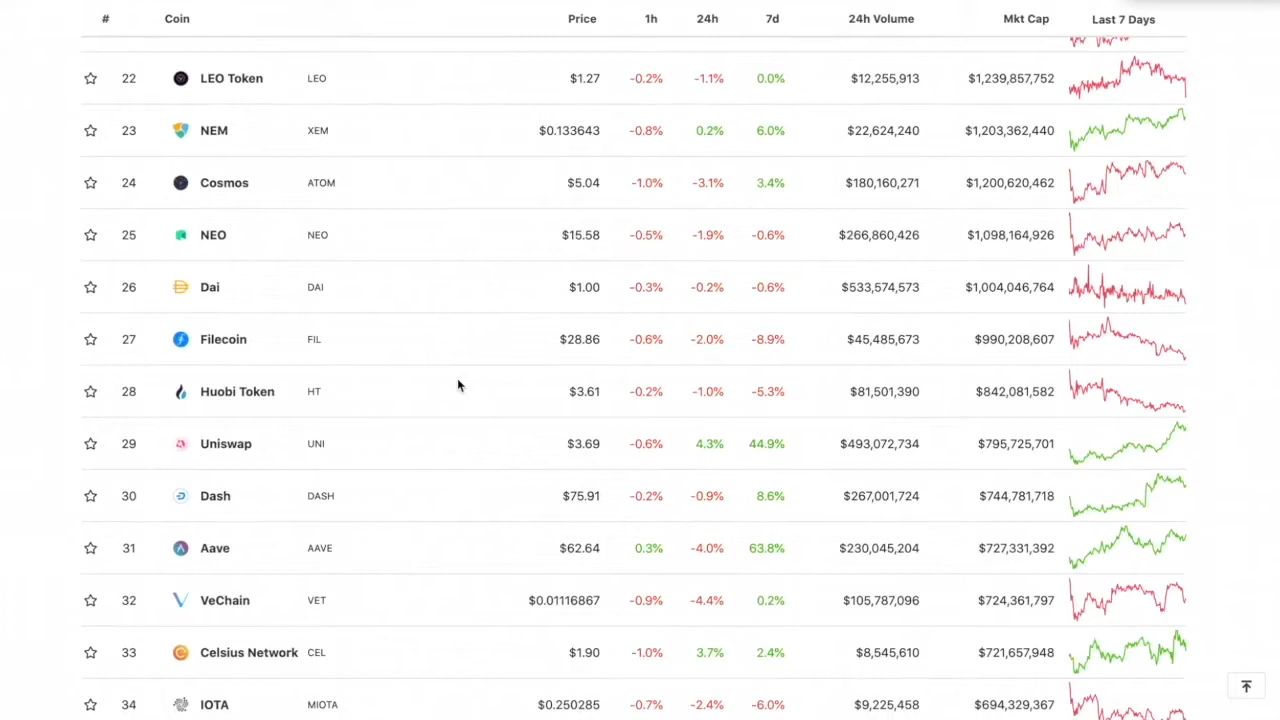 # Coin Price 1h 24h 7d 24h Volume Mkt Cap Last 7 Days
22 LEO Token LEO $1.27 -0.2% -1.1% 0.0% $12,255,913 $1,239,857,752
23 NEM XEM $0.133643 -0.8% 0.2% 6.0% $22,624,240 $1,203,362,440
24 Cosmos ATOM $5.04 -1.0% -3.1% 3.4% $180,160,271 $1,200,620,462
25 NEO NEO $15.58 -0.5% -1.9% -0.6% $266,860,426 $1,098,164,926
26 Dai DAI $1.00 -0.3% -0.2% -0.6% $533,574,573 $1,004,046,764
27 Filecoin FIL $28.86 -0.6% -2.0% -8.9% $45,485,673 $990,208,607
28 Huobi Token HT $3.61 -0.2% -1.0% -5.3% $81,501,390 $842,081,582
29 Uniswap UNI $3.69 -0.6% 4.3% 44.9% $493,072,734 $795,725,701
30 Dash DASH $75.91 -0.2% -0.9% 8.6% $267,001,724 $744,781,718
31 Aave AAVE $62.64 0.3% -4.0% 63.8% $230,045,204 $727,331,392
32 VeChain VET $0.01116867 -0.9% -4.4% 0.2% $105,787,096 $724,361,797
33 Celsius Network CEL $1.90 -1.0% 3.7% 2.4% $8,545,610 $721,657,948
34 IOTA MIOTA $0.250285 -0.7% -2.4% -6.0% $9,225,458 $694,329,367